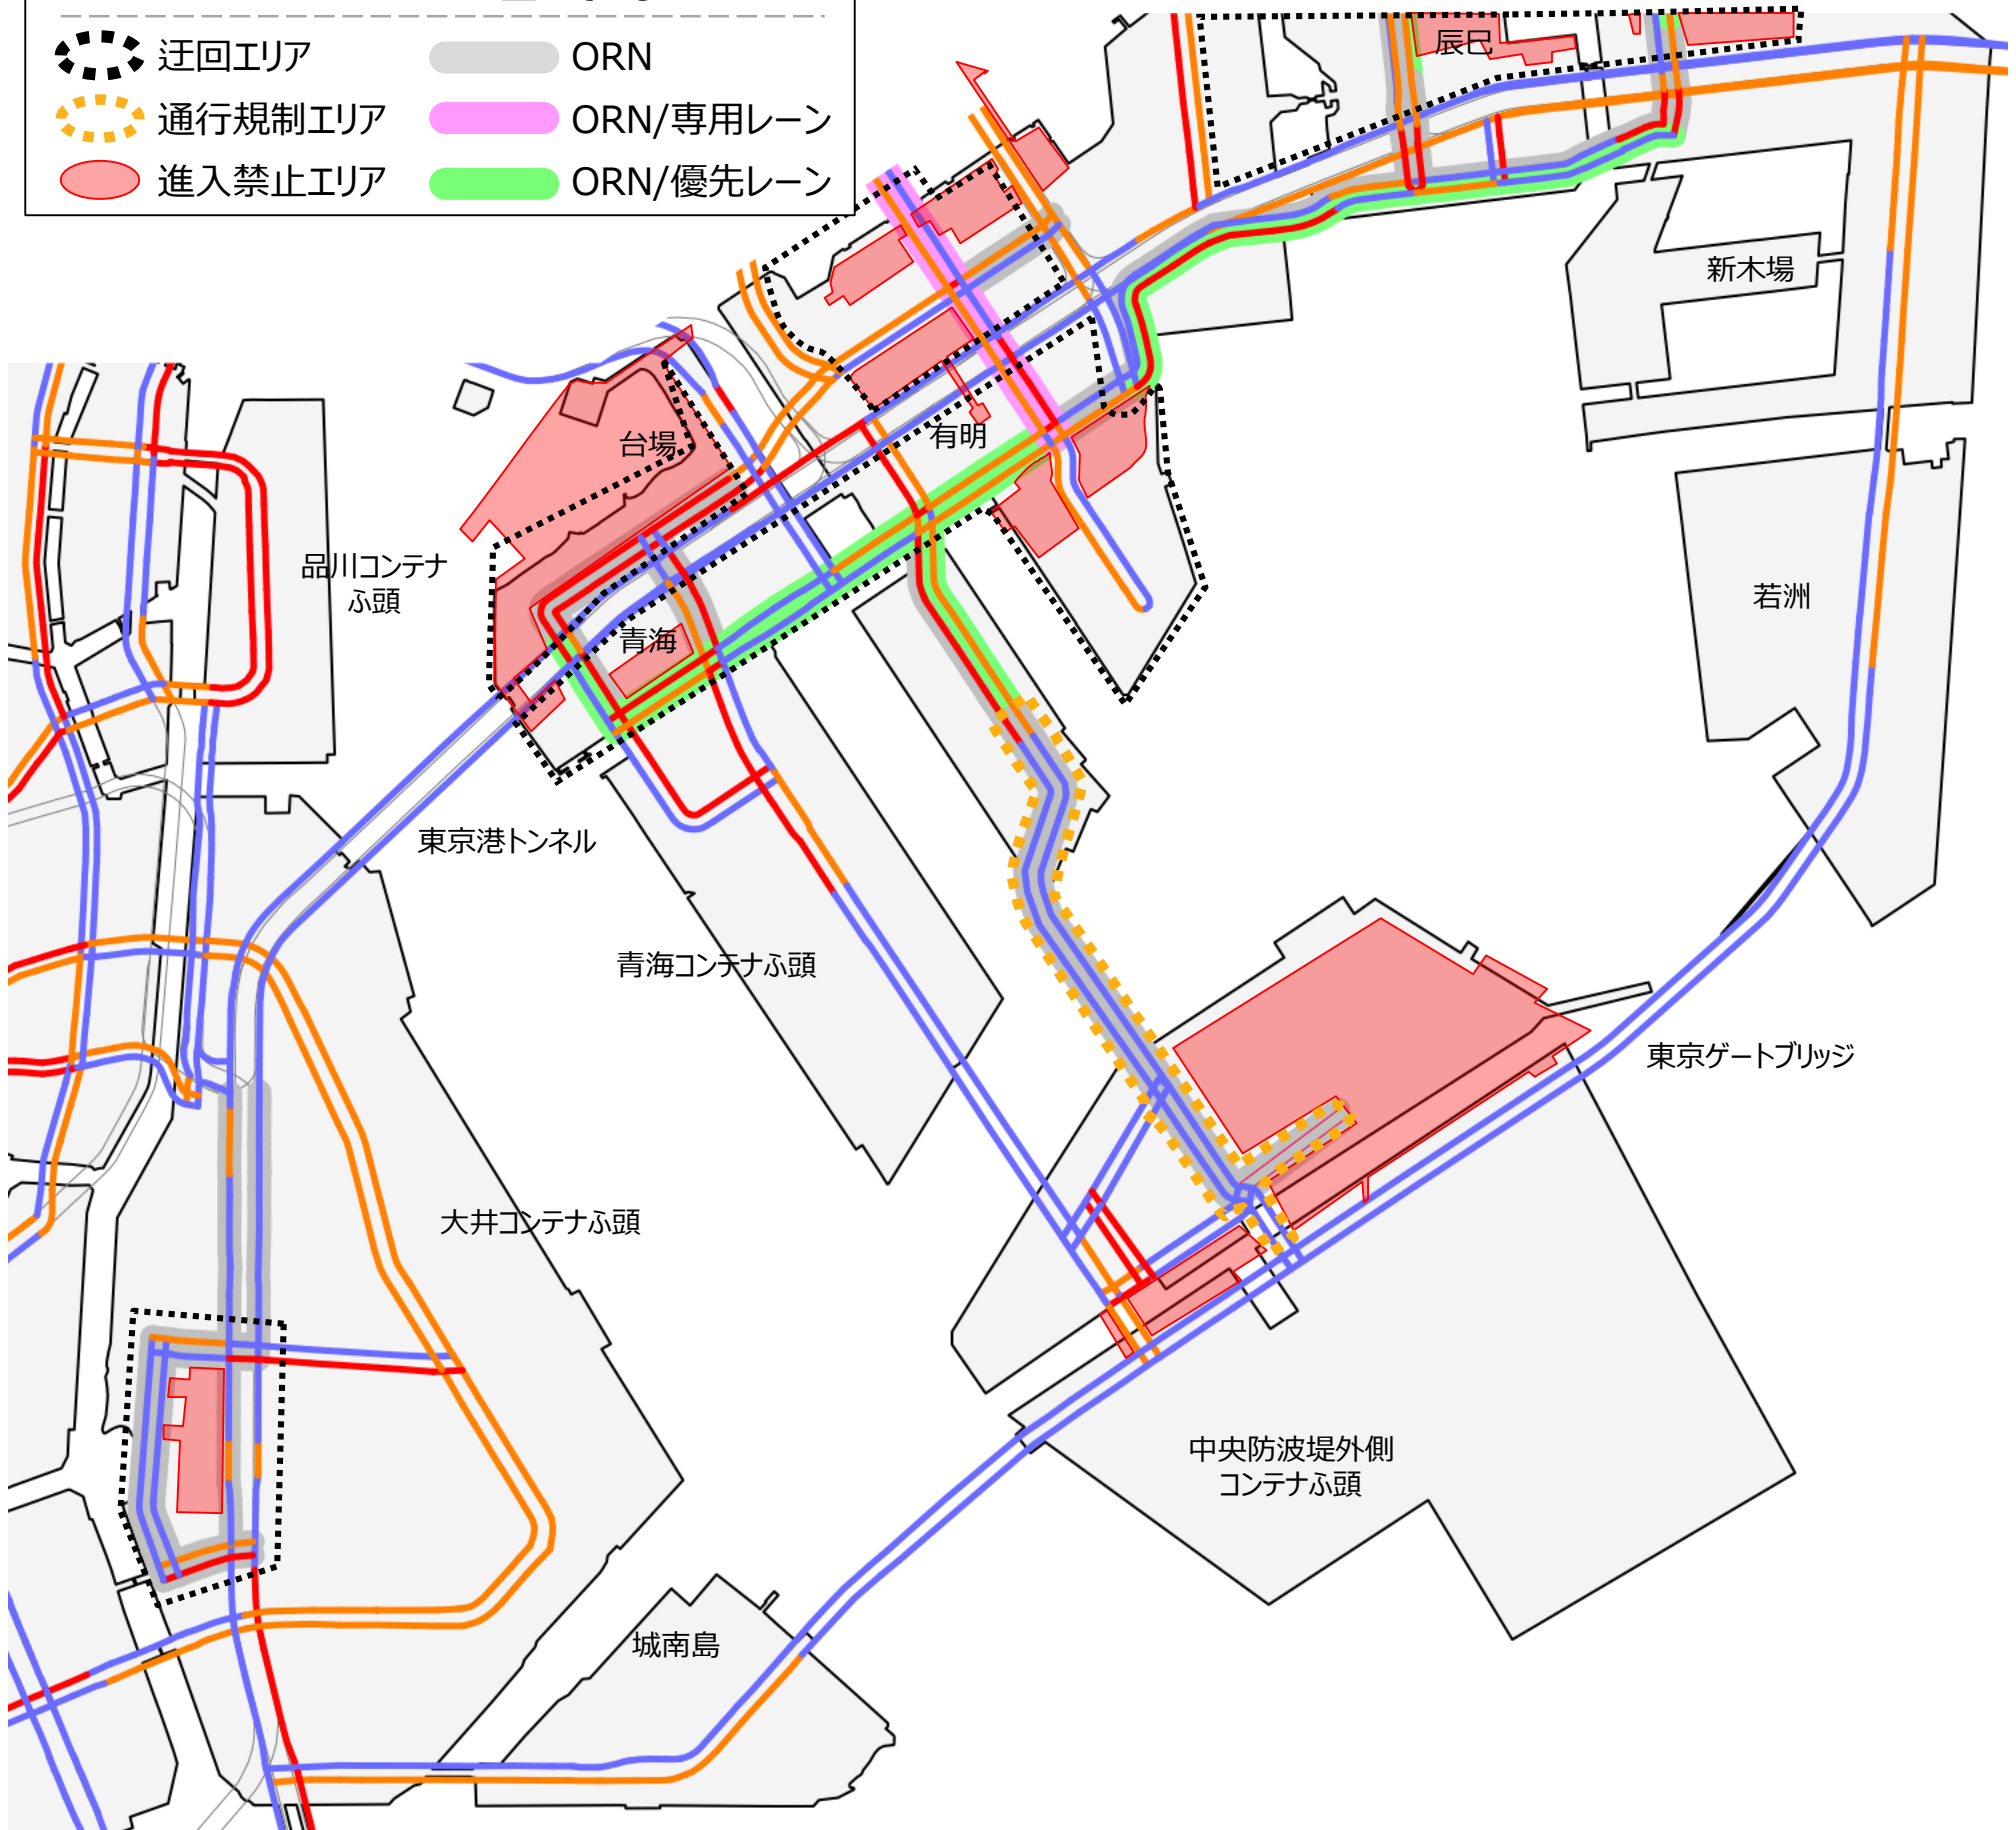 迂回エリア
ORN
通行規制エリア
ORN/専用レーン
進入禁止エリア
ORN/優先レーン
辰巳
新木場
台場
有明
品川コンテナ
ふ頭
青海
若洲
東京港トンネル
青海コンテナふ頭
東京ゲートブリッジ
大井コンテナふ頭
中央防波堤外側
コンテナふ頭
城南島